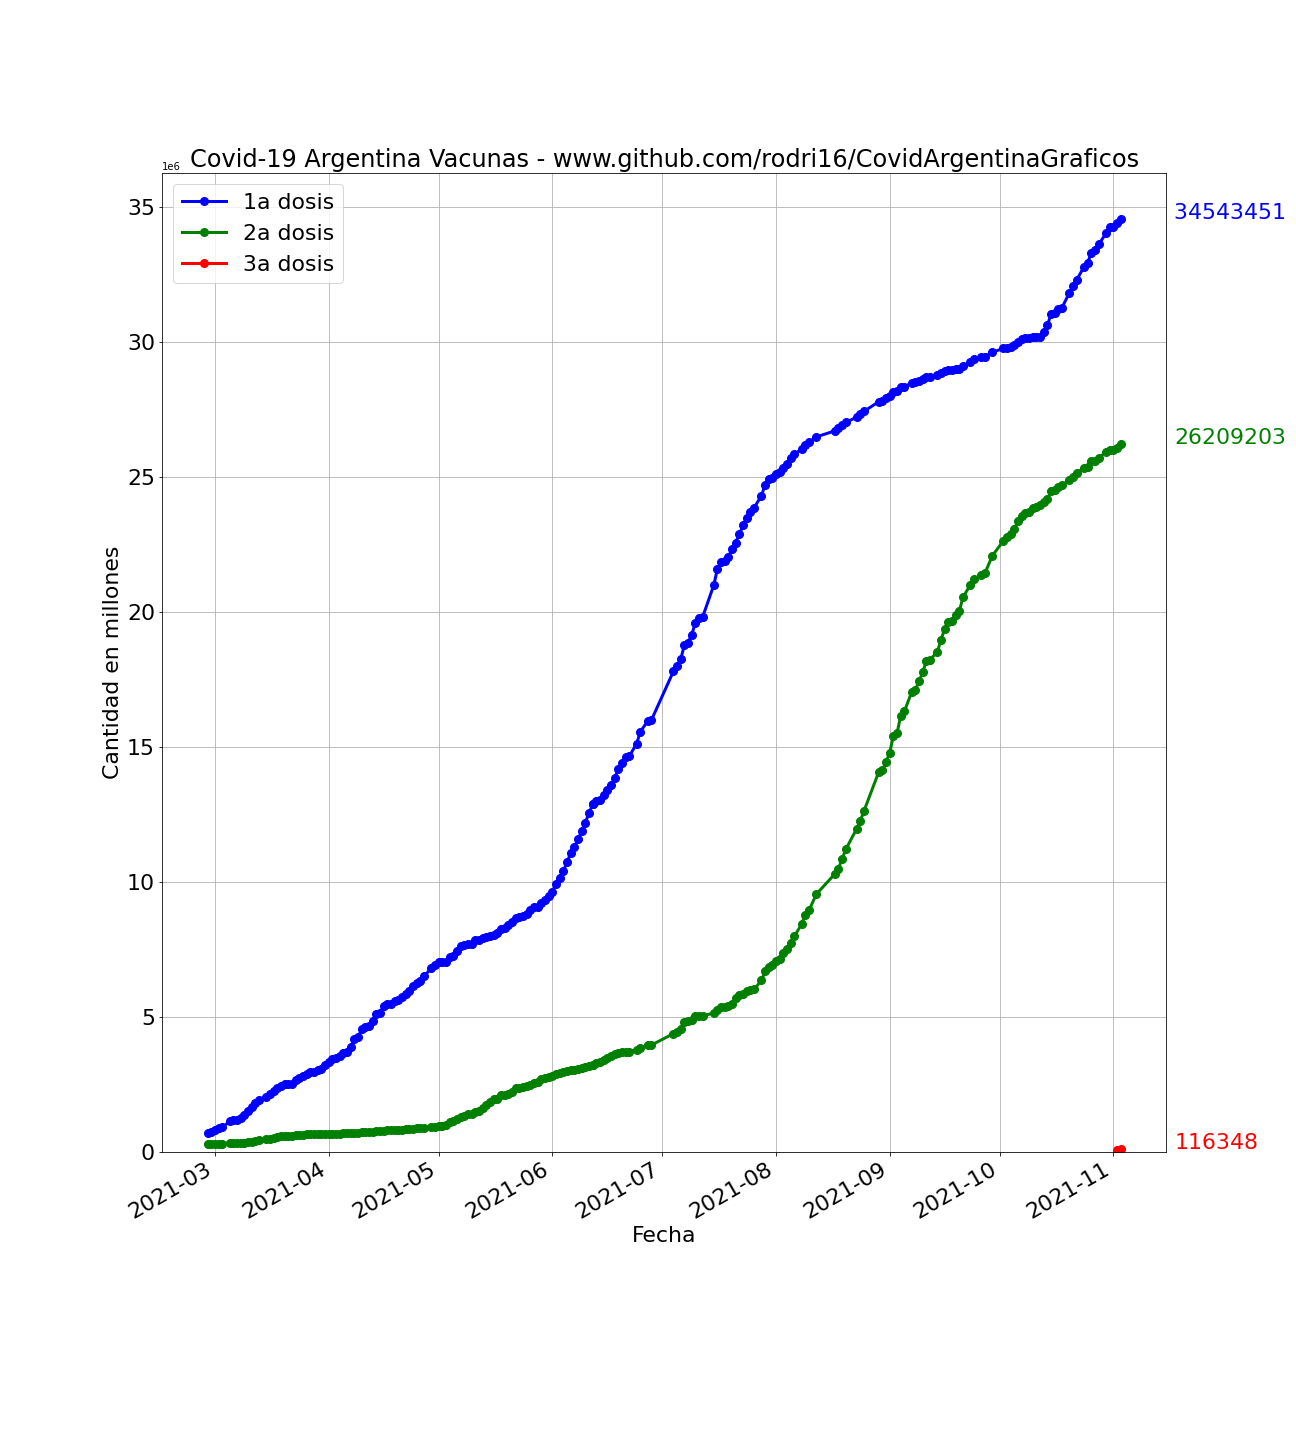 Covid-19 Argentina Vacunas - www.github.com/rodri16/CovidArgentinaGraficos
1e6
1a dosis
2a dosis
3a dosis
35
30
25
20
15
10
5
0
Cantidad en millones
34543451
26209203
116348
2021-03
2021-04
2021-05
2021-06
2021-07
2021-08
2021-09
2021-10
2021-11
Fecha